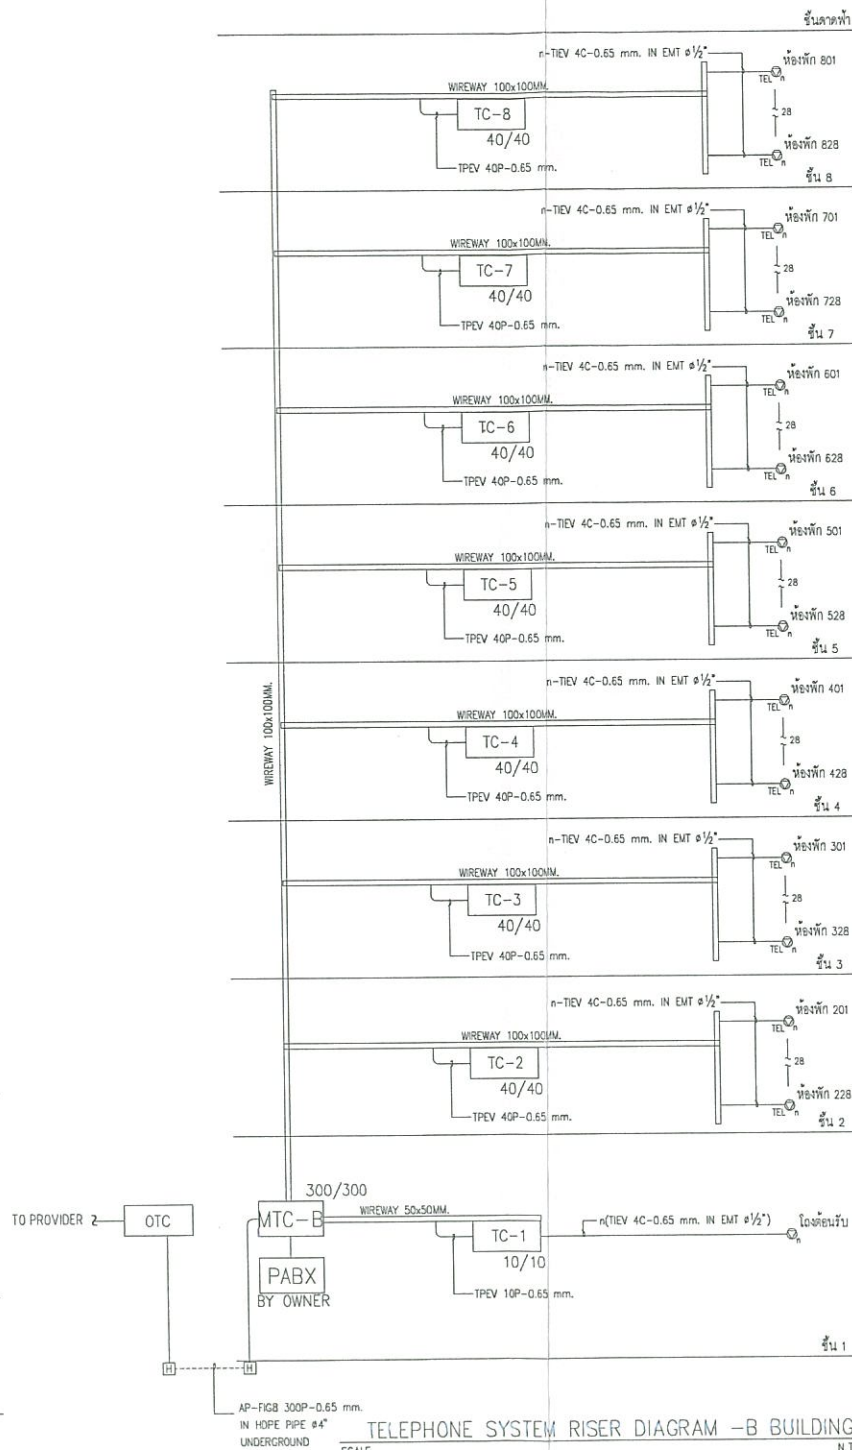 ชั้นดาดฟ้า
n-TIEV 4C-0.65 mm. IN EMT ø½"
ห้องพัก 801
TEL n
WIREWAY 100x100MM.
TC-8
28
40/40
ห้องพัก 828
TEL n
TPEV 40P-0.65 mm.
ชั้น 8
n-TIEV 4C-0.65 mm. IN EMT ø½"
ห้องพัก 701
TEL n
WIREWAY 100x100MM.
TC-7
28
40/40
ห้องพัก 728
TEL n
TPEV 40P-0.65 mm.
ชั้น 7
n-TIEV 4C-0.65 mm. IN EMT ø½"
ห้องพัก 601
TEL n
WIREWAY 100x100MM.
TC-6
28
40/40
ห้องพัก 628
TEL n
TPEV 40P-0.65 mm.
ชั้น 6
n-TIEV 4C-0.65 mm. IN EMT ø½"
ห้องพัก 501
TEL n
WIREWAY 100x100MM.
TC-5
28
40/40
ห้องพัก 528
TEL n
TPEV 40P-0.65 mm.
ชั้น 5
WIREWAY 100x100MM.
n-TIEV 4C-0.65 mm. IN EMT ø½"
ห้องพัก 401
TEL n
WIREWAY 100x100MM.
TC-4
28
40/40
ห้องพัก 428
TEL n
TPEV 40P-0.65 mm.
ชั้น 4
n-TIEV 4C-0.65 mm. IN EMT ø½"
ห้องพัก 301
TEL n
WIREWAY 100x100MM.
TC-3
28
40/40
ห้องพัก 328
TEL n
TPEV 40P-0.65 mm.
ชั้น 3
n-TIEV 4C-0.65 mm. IN EMT ø½"
ห้องพัก 201
TEL n
WIREWAY 100x100MM.
TC-2
28
40/40
ห้องพัก 228
TEL n
TPEV 40P-0.65 mm.
ชั้น 2
300/300
TO PROVIDER 2
OTC
MTC-B
WIREWAY 50x50MM.
TC-1
n(TIEV 4C-0.65 mm. IN EMT ø½")
โถงต้อนรับ
n
10/10
PABX
BY OWNER
TPEV 10P-0.65 mm.
ชั้น 1
H
H
AP-FIG8 300P-0.65 mm.
IN HDPE PIPE ø4"
UNDERGROUND
TELEPHONE SYSTEM RISER DIAGRAM -B BUILDING